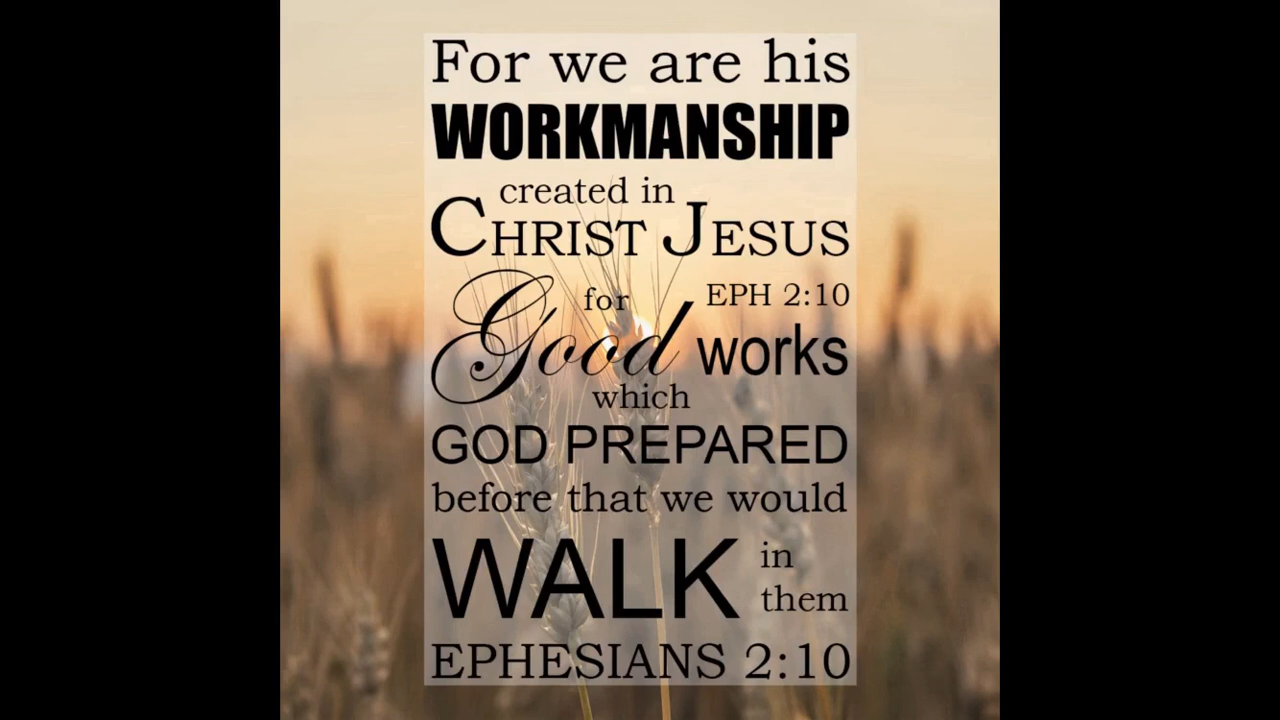 For we are his
WORKMANSHIP
created in
CHRIST JESUS
for EPH 2:10
Good works
which
GOD PREPARED
before that we would
WALK in
them
EPHESIANS 2:10